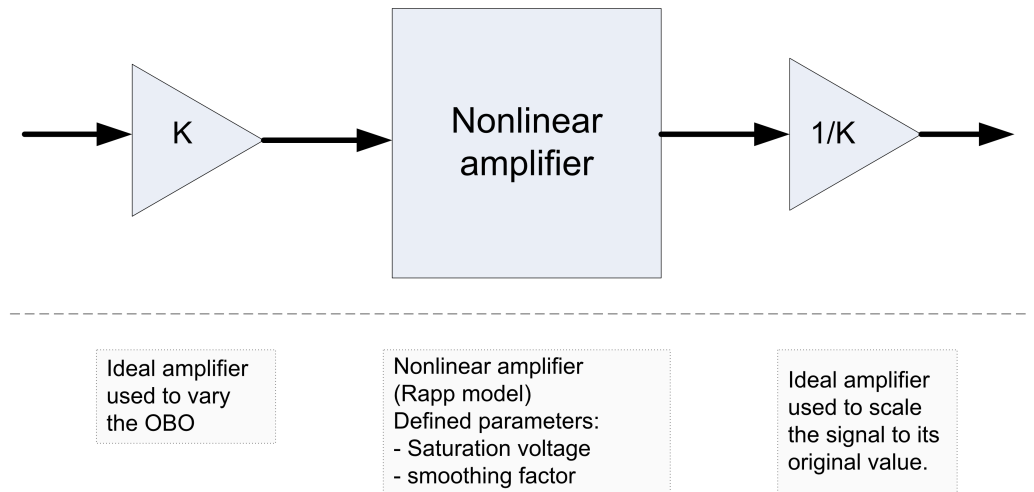 K
Nonlinear
amplifier
1/K
Ideal amplifier
used to vary
the OBO
Nonlinear amplifier
(Rapp model)
Defined parameters:
- Saturation voltage
- smoothing factor
Ideal amplifier
used to scale
the signal to its
original value.